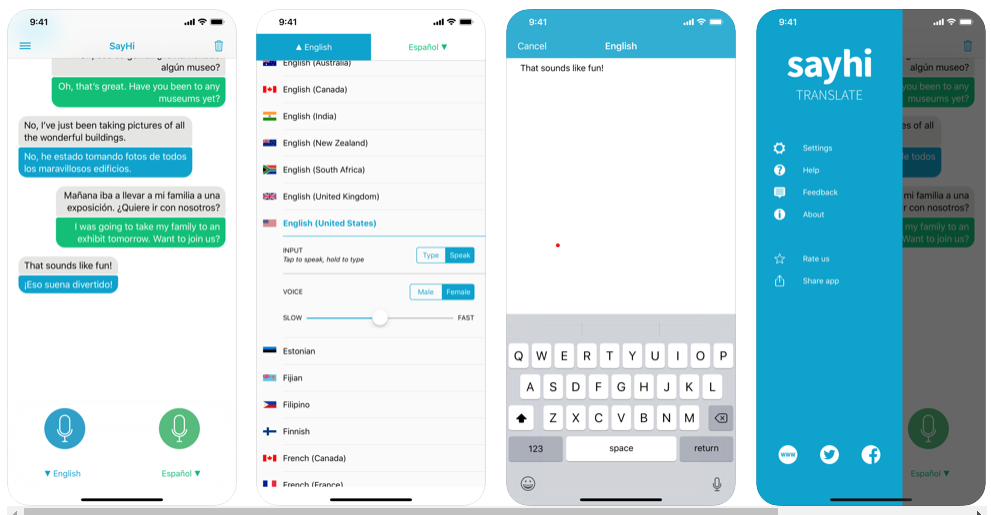 9:41
SayHi
algún museo?
Oh, that's great. Have you been to any
museums yet?
No, I've just been taking pictures of all
the wonderful buildings.
No, he estado tomando fotos de todos
los maravillosos edificios.
Mañana iba a llevar a mi familia a una
exposición. ¿Quiere ir con nosotros?
I was going to take my family to an
exhibit tomorrow. Want to join us?
That sounds like fun!
¡Eso suena divertido!
▼ English
Español ▼
9:41
▲ English
Español ▼
English (Australia)
English (Canada)
English (India)
English (New Zealand)
English (South Africa)
English (United Kingdom)
English (United States)
INPUT
Tap to speak, hold to type
Type
Speak
VOICE
Male
Female
SLOW
FAST
Estonian
Fijian
Filipino
Finnish
French (Canada)
French (France)
9:41
Cancel
English
That sounds like fun!
Q W E R T Y U I O P
A S D F G H J K L
Z X C V B N M
123
space
return
9:41
sayhi
TRANSLATE
Settings
Help
Feedback
About
Rate us
Share app
www
algún museo?
you been to any
museums yet?
es of all
le todos
mi familia a una
ir con nosotros?
my family to an
Want to join us?
Español ▼